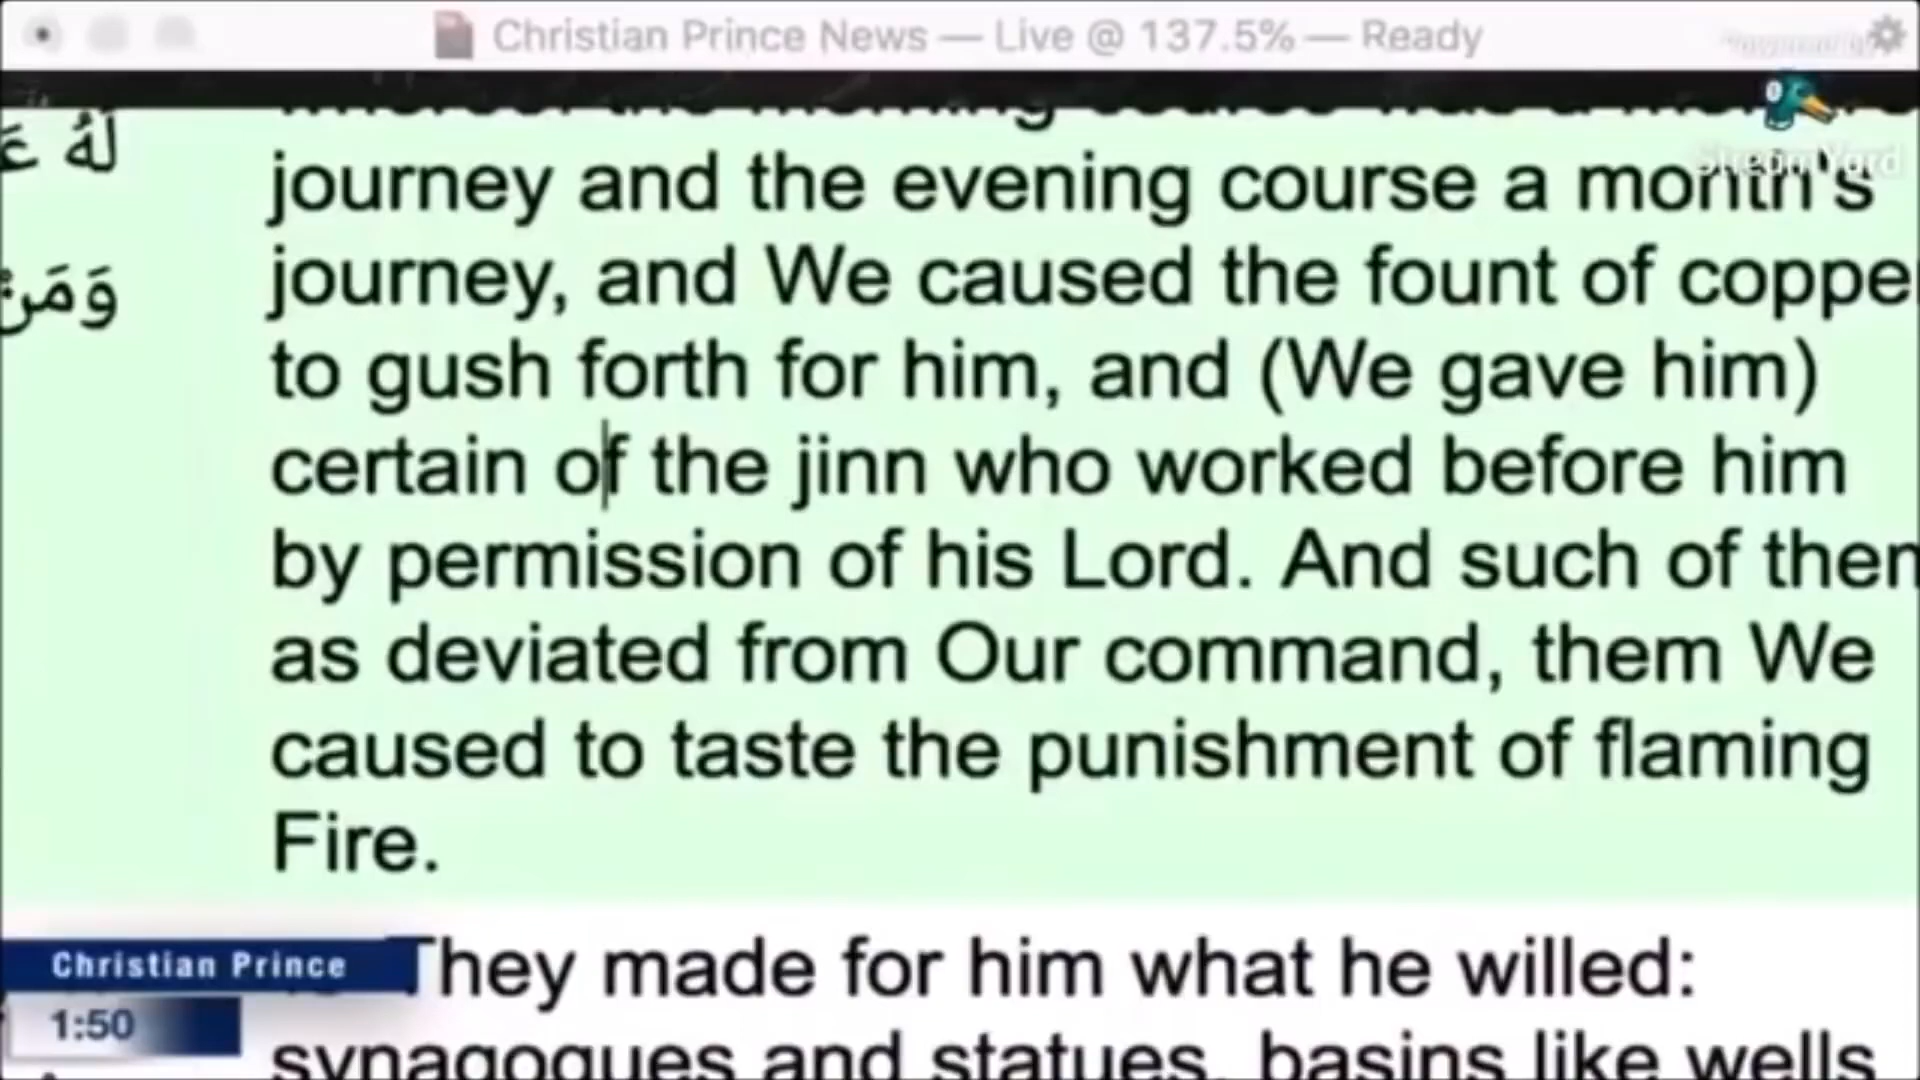 Christian Prince News — Live @ 137.5% — Ready
Powered by
StreamYard
لَهُ
وَمَن
journey and the evening course a month's
journey, and We caused the fount of coppe
to gush forth for him, and (We gave him)
certain of the jinn who worked before him
by permission of his Lord. And such of them
as deviated from Our command, them We
caused to taste the punishment of flaming
Fire.
They made for him what he willed:
synagogues and statues, basins like wells
Christian Prince
1:50